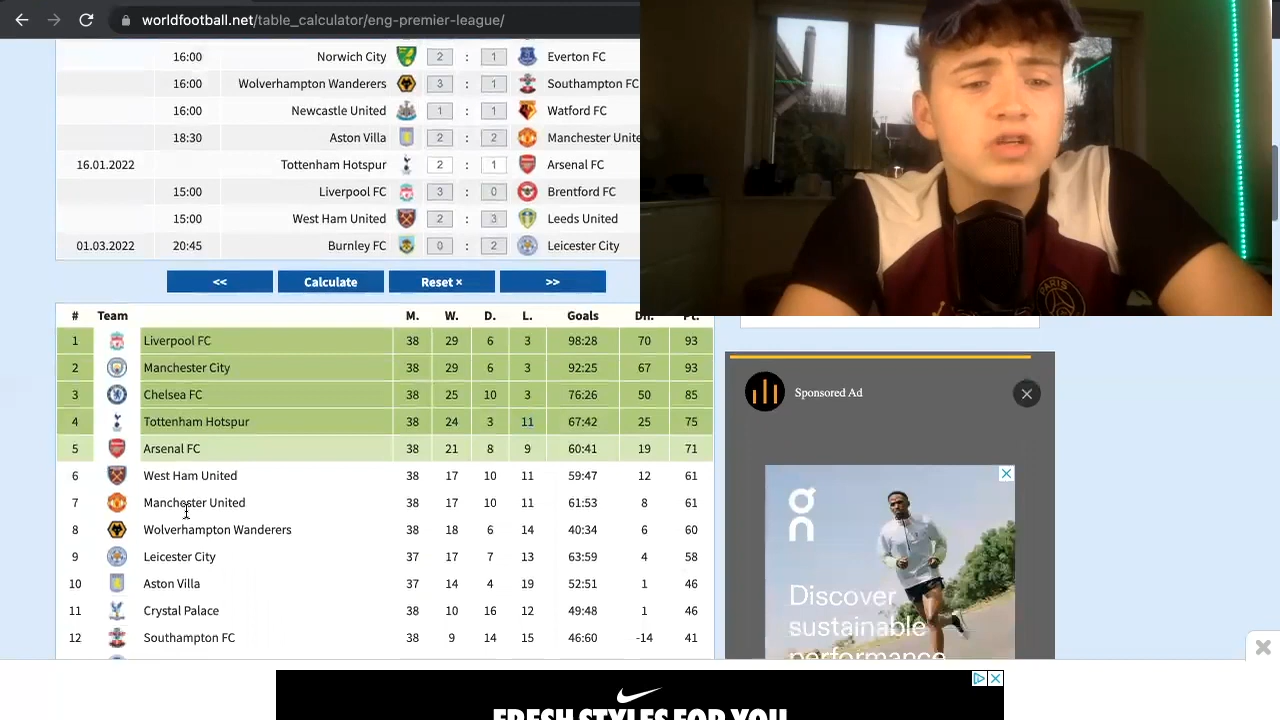 worldfootball.net/table_calculator/eng-premier-league/
16:00 Norwich City 2 : 1 Everton FC
16:00 Wolverhampton Wanderers 3 : 1 Southampton FC
16:00 Newcastle United 1 : 1 Watford FC
18:30 Aston Villa 2 : 2 Manchester Unite
16.01.2022 Tottenham Hotspur 2 : 1 Arsenal FC
15:00 Liverpool FC 3 : 0 Brentford FC
15:00 West Ham United 2 : 3 Leeds United
01.03.2022 20:45 Burnley FC 0 : 2 Leicester City
<< Calculate Reset × >>
# Team M. W. D. L. Goals Dif. Pt.
1 Liverpool FC 38 29 6 3 98:28 70 93
2 Manchester City 38 29 6 3 92:25 67 93
3 Chelsea FC 38 25 10 3 76:26 50 85
4 Tottenham Hotspur 38 24 3 11 67:42 25 75
5 Arsenal FC 38 21 8 9 60:41 19 71
6 West Ham United 38 17 10 11 59:47 12 61
7 Manchester United 38 17 10 11 61:53 8 61
8 Wolverhampton Wanderers 38 18 6 14 40:34 6 60
9 Leicester City 37 17 7 13 63:59 4 58
10 Aston Villa 37 14 4 19 52:51 1 46
11 Crystal Palace 38 10 16 12 49:48 1 46
12 Southampton FC 38 9 14 15 46:60 -14 41
Sponsored Ad
on
Discover
sustainable
performance
FRESH STYLES FOR YOU